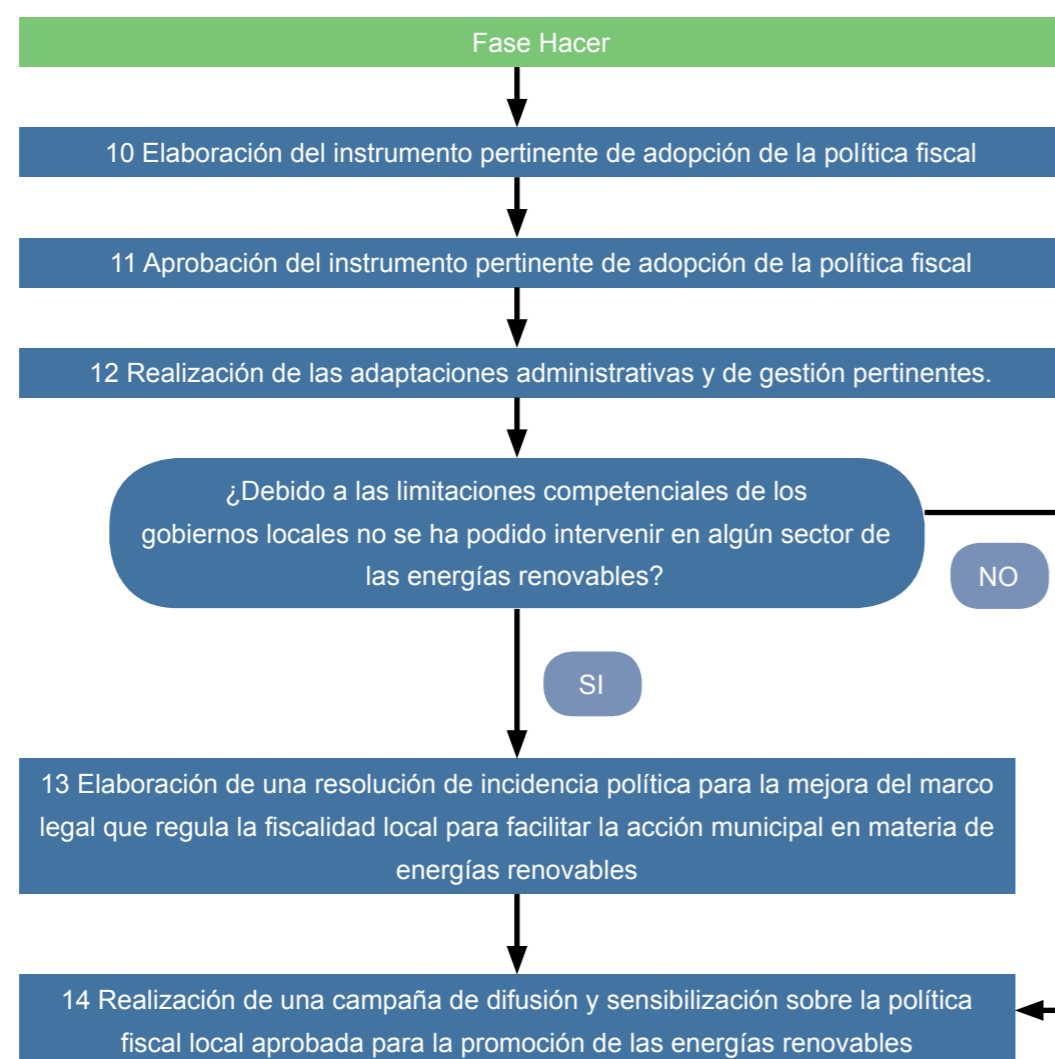 Fase Hacer
10 Elaboración del instrumento pertinente de adopción de la política fiscal
11 Aprobación del instrumento pertinente de adopción de la política fiscal
12 Realización de las adaptaciones administrativas y de gestión pertinentes.
¿Debido a las limitaciones competenciales de los
gobiernos locales no se ha podido intervenir en algún sector de
las energías renovables?
NO
SI
13 Elaboración de una resolución de incidencia política para la mejora del marco
legal que regula la fiscalidad local para facilitar la acción municipal en materia de
energías renovables
14 Realización de una campaña de difusión y sensibilización sobre la política
fiscal local aprobada para la promoción de las energías renovables